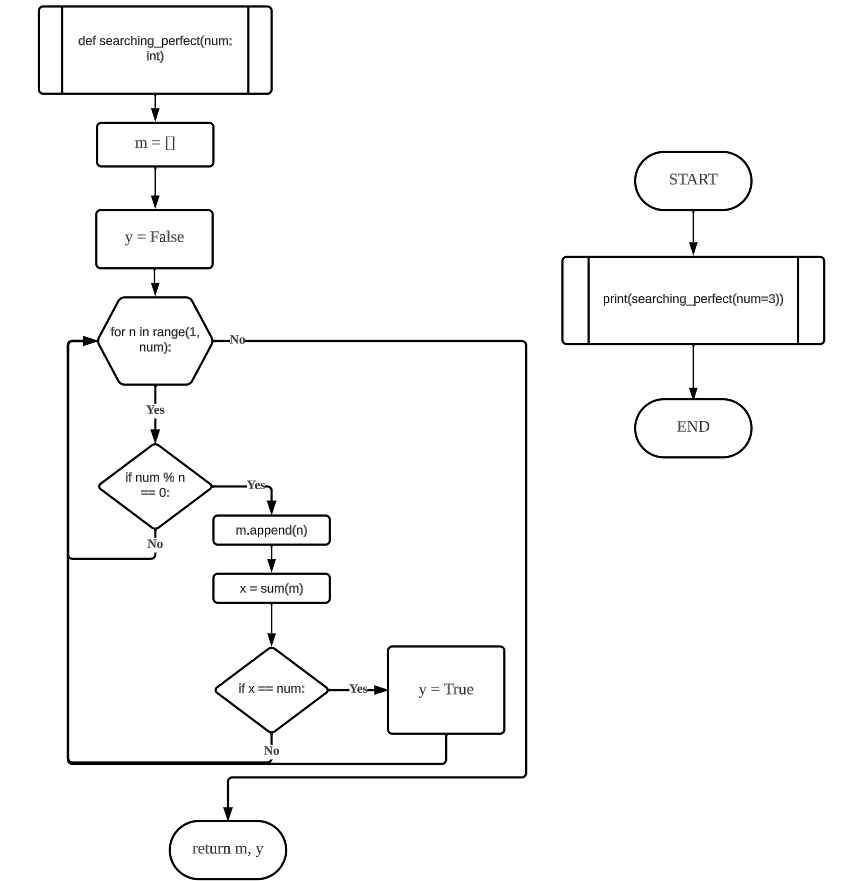 def searching_perfect(num:
int)
m = []
y = False
for n in range(1,
num):
No
Yes
if num % n
== 0:
Yes
No
m.append(n)
x = sum(m)
if x == num:
Yes
No
y = True
return m, y
START
print(searching_perfect(num=3))
END